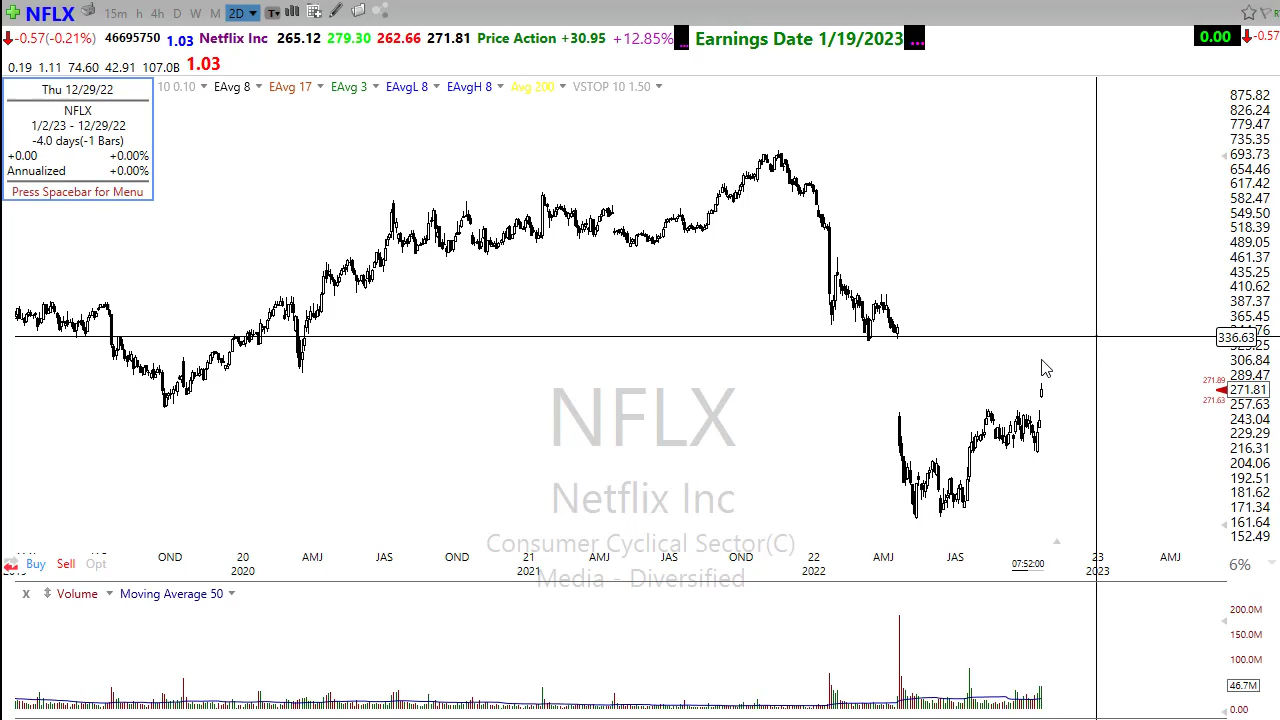 NFLX 15m h 4h D W M 2D T
-0.57(-0.21%) 46695750 1.03 Netflix Inc 265.12 279.30 262.66 271.81 Price Action +30.95 +12.85% ... Earnings Date 1/19/2023 ... 0.00 -0.57
0.19 1.11 74.60 42.91 107.0B 1.03
Thu 12/29/22
NFLX
1/2/23 - 12/29/22
-4.0 days(-1 Bars)
+0.00 +0.00%
Annualized +0.00%
Press Spacebar for Menu
10 0.10 EAvg 8 EAvg 17 EAvg 3 EAvgL 8 EAvgH 8 Avg 200 VSTOP 10 1.50
875.82
826.24
779.47
735.35
693.73
654.46
617.42
582.47
549.50
518.39
489.05
461.37
435.25
410.62
387.37
365.45
336.63
306.84
289.47
271.89
271.81
271.63
257.63
243.04
229.29
216.31
204.06
192.51
181.62
171.34
161.64
152.49
NFLX
Netflix Inc
Consumer Cyclical Sector(C)
Media - Diversified
OND 20 AMJ JAS OND 21 AMJ JAS OND 22 AMJ JAS 23 AMJ
2020 2021 2022 07:52:00 2023
Buy Sell Opt
6%
x Volume Moving Average 50
200.0M
150.0M
100.0M
46.7M
0.00